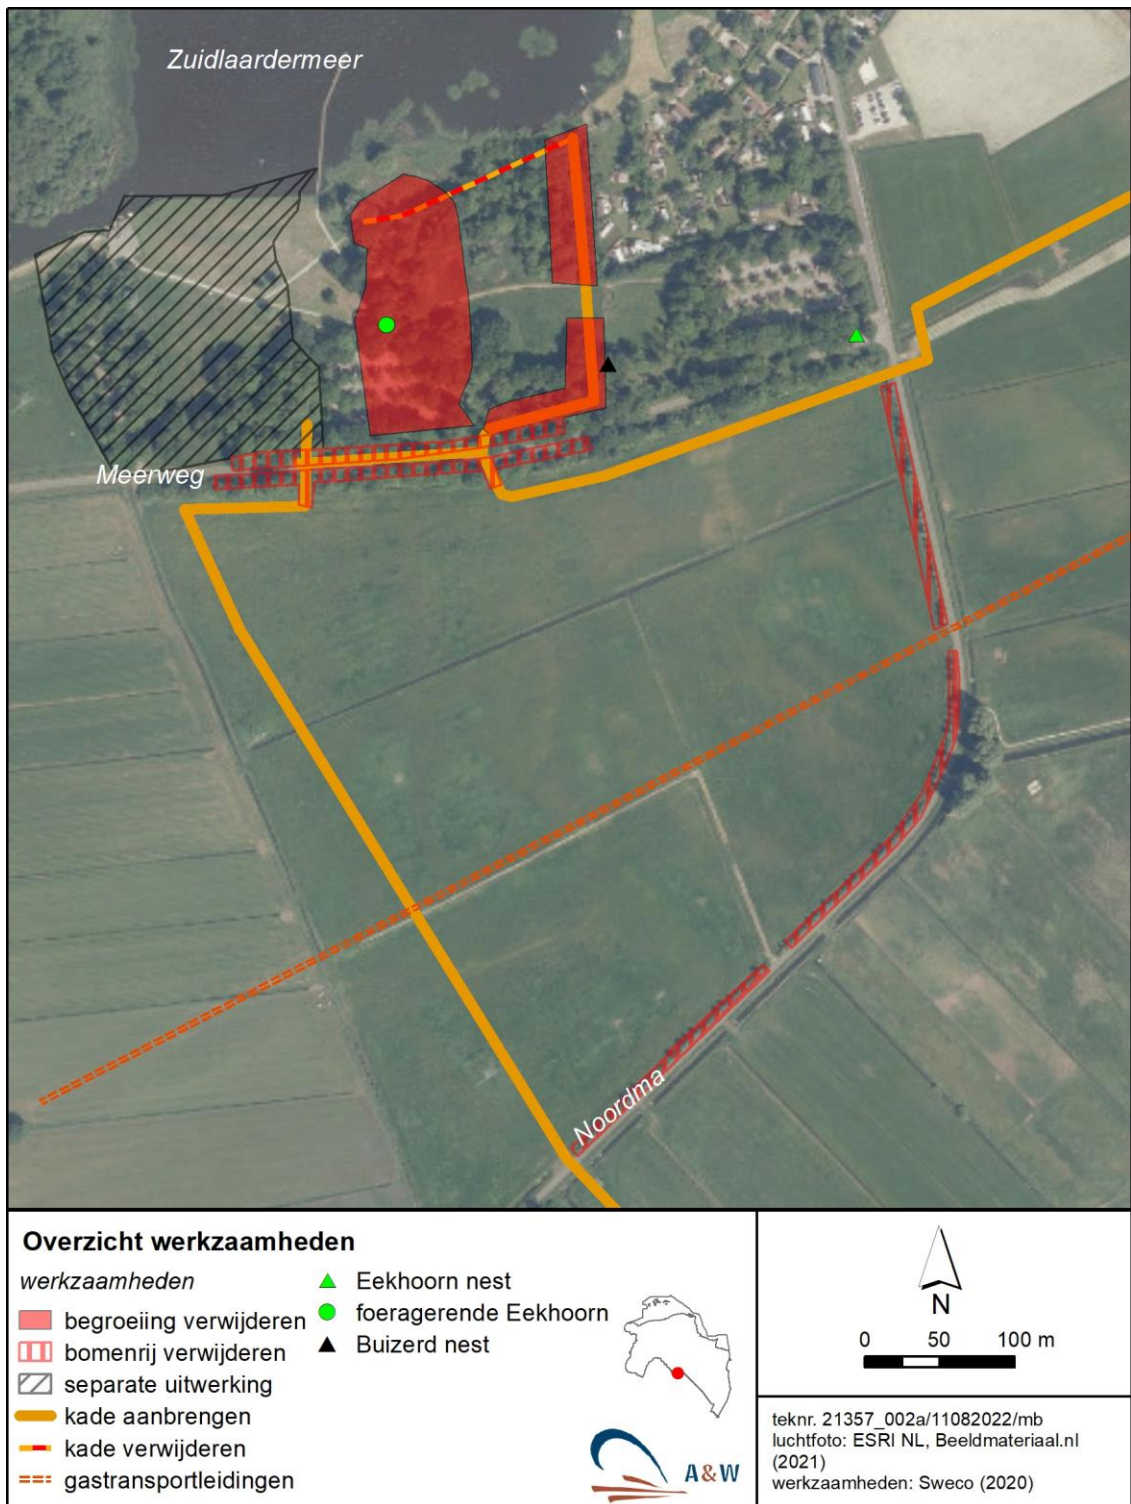 Zuidlaardermeer
Meerweg
Noordma
Overzicht werkzaamheden
werkzaamheden
begroeiing verwijderen
bomenrij verwijderen
separate uitwerking
kade aanbrengen
kade verwijderen
gastransportleidingen
Eekhoorn nest
foeragerende Eekhoorn
Buizerd nest
A&W
N
0 50 100 m
teknr. 21357_002a/11082022/mb
luchtfoto: ESRI NL, Beeldmateriaal.nl
(2021)
werkzaamheden: Sweco (2020)